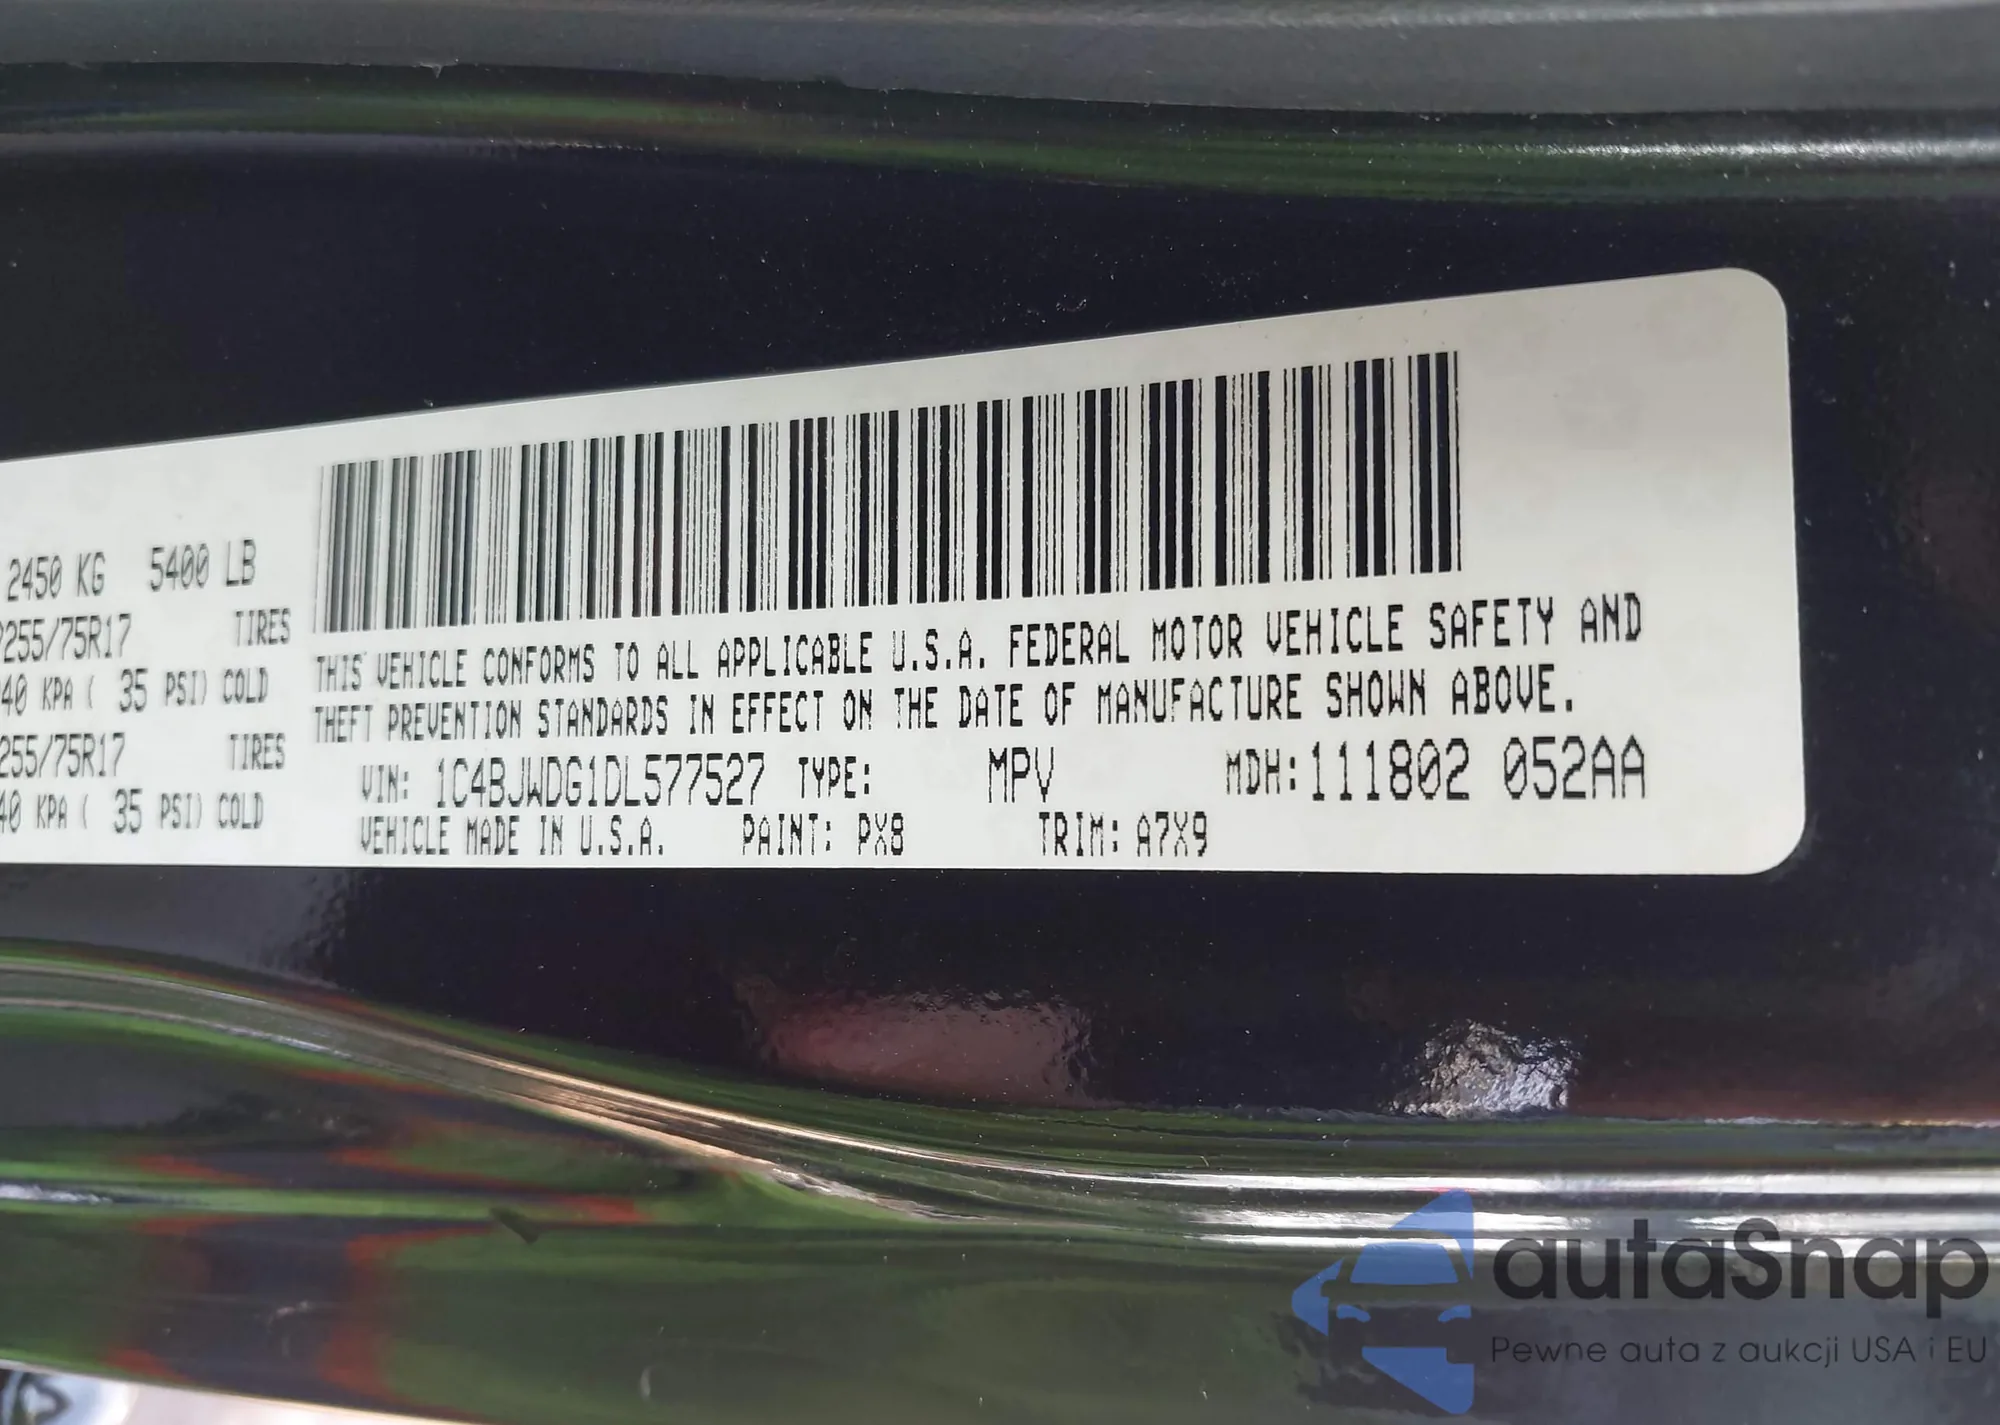 2450 KG 5400 LB
255/75R17 TIRES
40 KPA ( 35 PSI) COLD
255/75R17 TIRES
40 KPA ( 35 PSI) COLD
THIS VEHICLE CONFORMS TO ALL APPLICABLE U.S.A. FEDERAL MOTOR VEHICLE SAFETY AND
THEFT PREVENTION STANDARDS IN EFFECT ON THE DATE OF MANUFACTURE SHOWN ABOVE.
VIN: 1C4BJWDG1DL577527 TYPE: MPV MDH:111802 052AA
VEHICLE MADE IN U.S.A. PAINT: PX8 TRIM: A7X9
autaSnap
Pewne auta z aukcji USA i EU